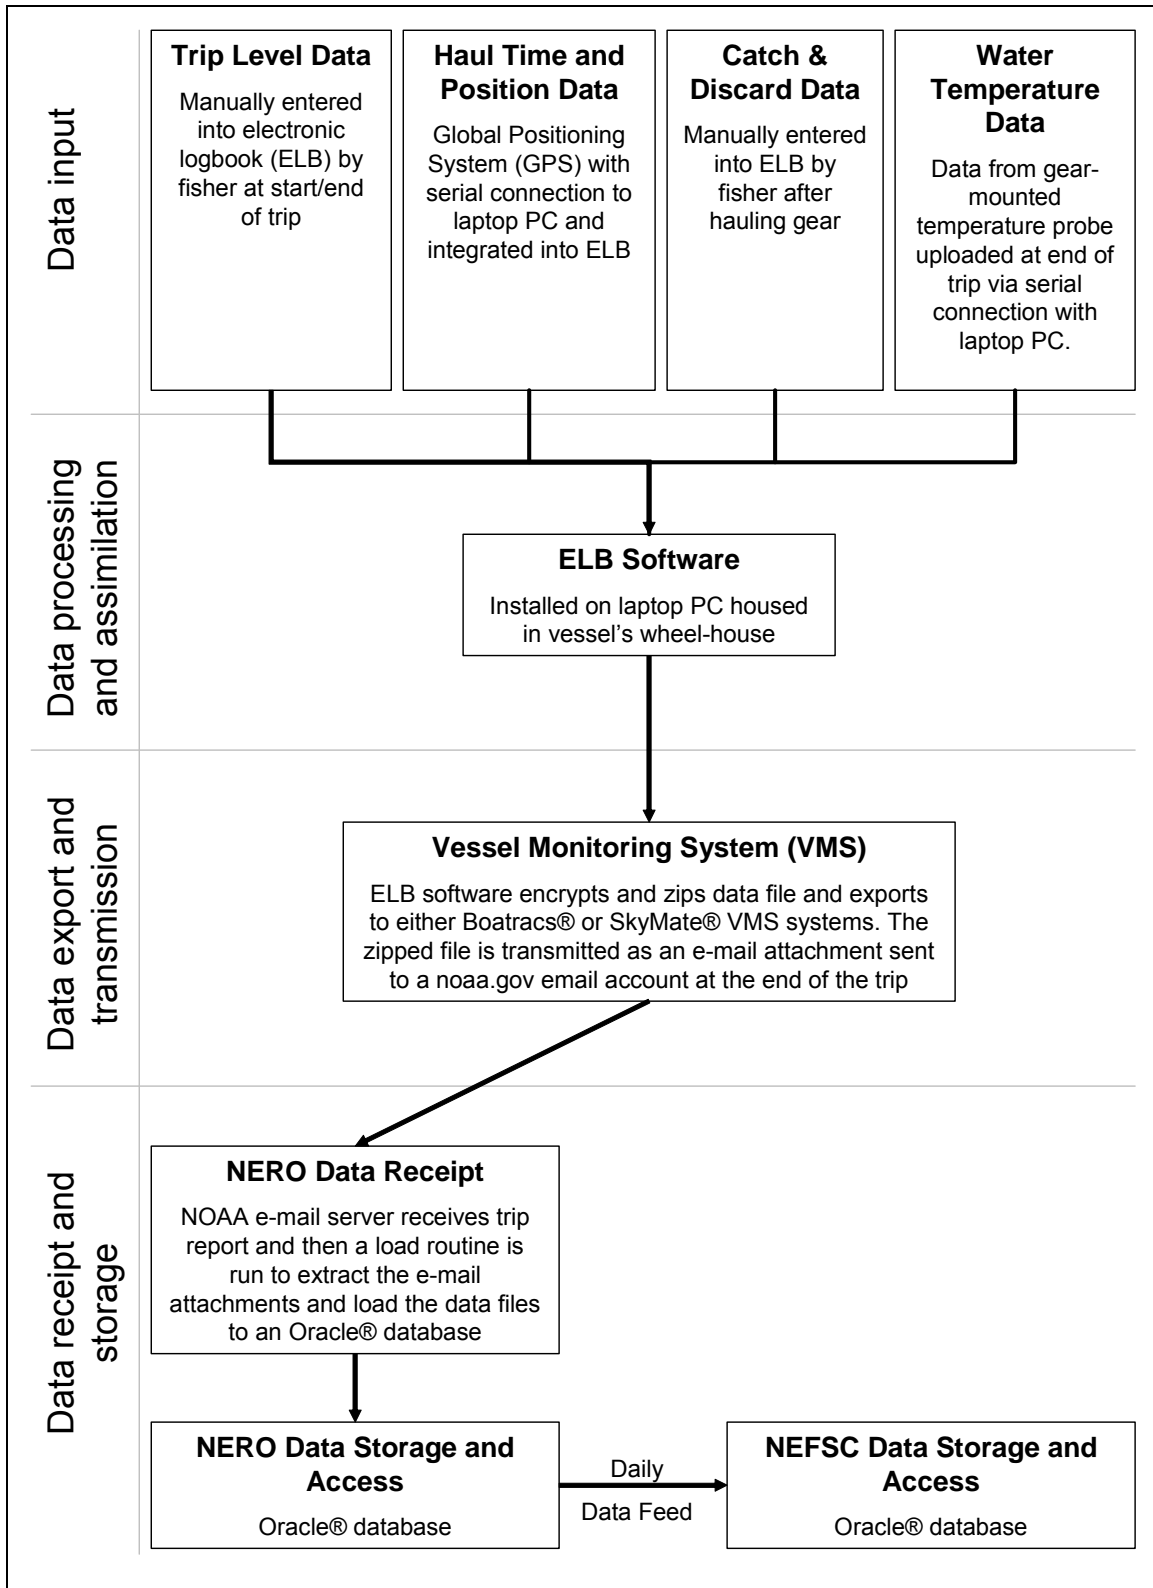 Data input
Trip Level Data
Manually entered
into electronic
logbook (ELB) by
fisher at start/end
of trip
Haul Time and
Position Data
Global Positioning
System (GPS) with
serial connection to
laptop PC and
integrated into ELB
Catch &
Discard Data
Manually entered
into ELB by
fisher after
hauling gear
Water
Temperature
Data
Data from gear-
mounted
temperature probe
uploaded at end of
trip via serial
connection with
laptop PC.
Data processing
and assimilation
ELB Software
Installed on laptop PC housed
in vessel’s wheel-house
Data export and
transmission
Vessel Monitoring System (VMS)
ELB software encrypts and zips data file and exports
to either Boatracs® or SkyMate® VMS systems. The
zipped file is transmitted as an e-mail attachment sent
to a noaa.gov email account at the end of the trip
Data receipt and
storage
NERO Data Receipt
NOAA e-mail server receives trip
report and then a load routine is
run to extract the e-mail
attachments and load the data files
to an Oracle® database
NERO Data Storage and
Access
Oracle® database
Daily
Data Feed
NEFSC Data Storage and
Access
Oracle® database